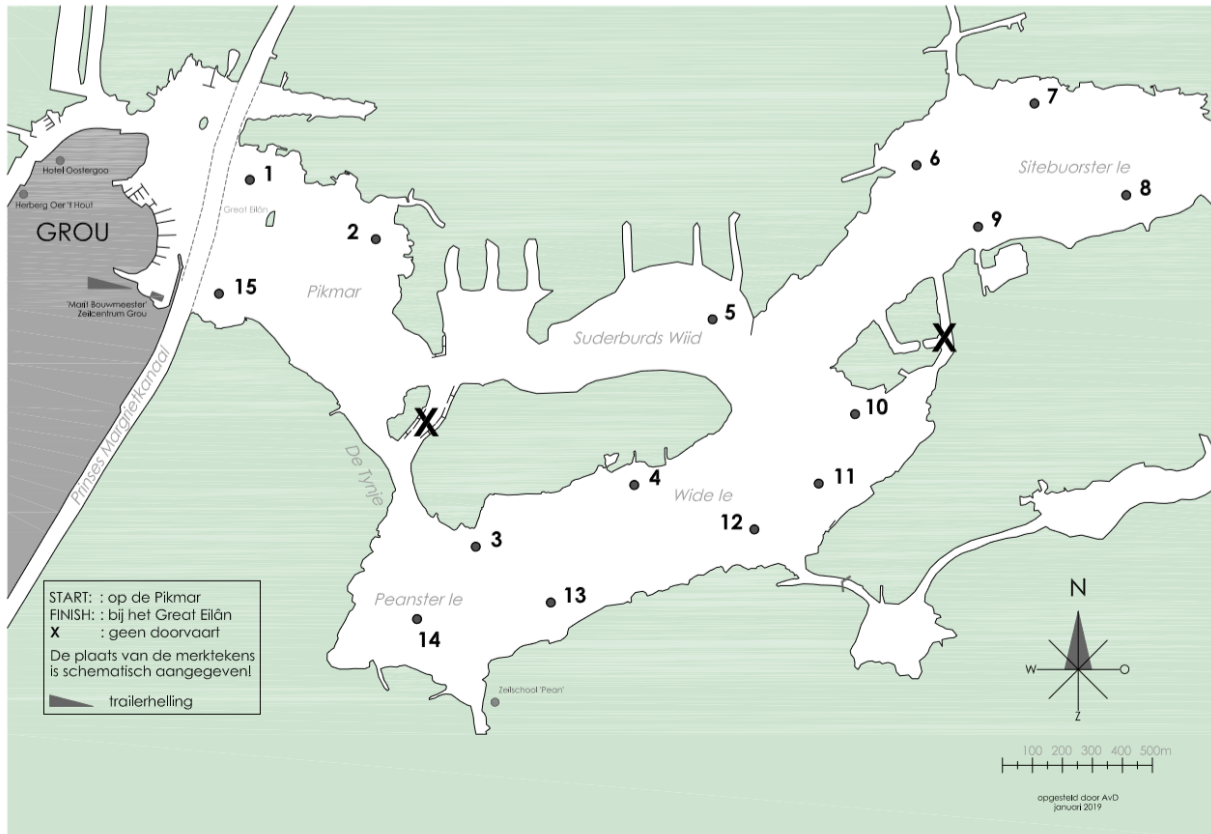 7
6
Sitebuorster Ie
8
Hotel Oostergoo
Herberg Oer 't Hout
GROU
1
Great Eilân
2
9
15
Pikmar
'Marit Bouwmeester'
Zeilcentrum Grou
5
Suderburds Wiid
X
Prinses Margrietkanaal
10
X
De Tynje
4
Wide Ie
11
12
3
Peanster Ie
13
14
START: : op de Pikmar
FINISH: : bij het Great Eilân
X : geen doorvaart
De plaats van de merktekens
is schematisch aangegeven!
trailerhelling
Zeilschool 'Pean'
N
W
O
Z
100 200 300 400 500m
opgesteld door AvD
januari 2019